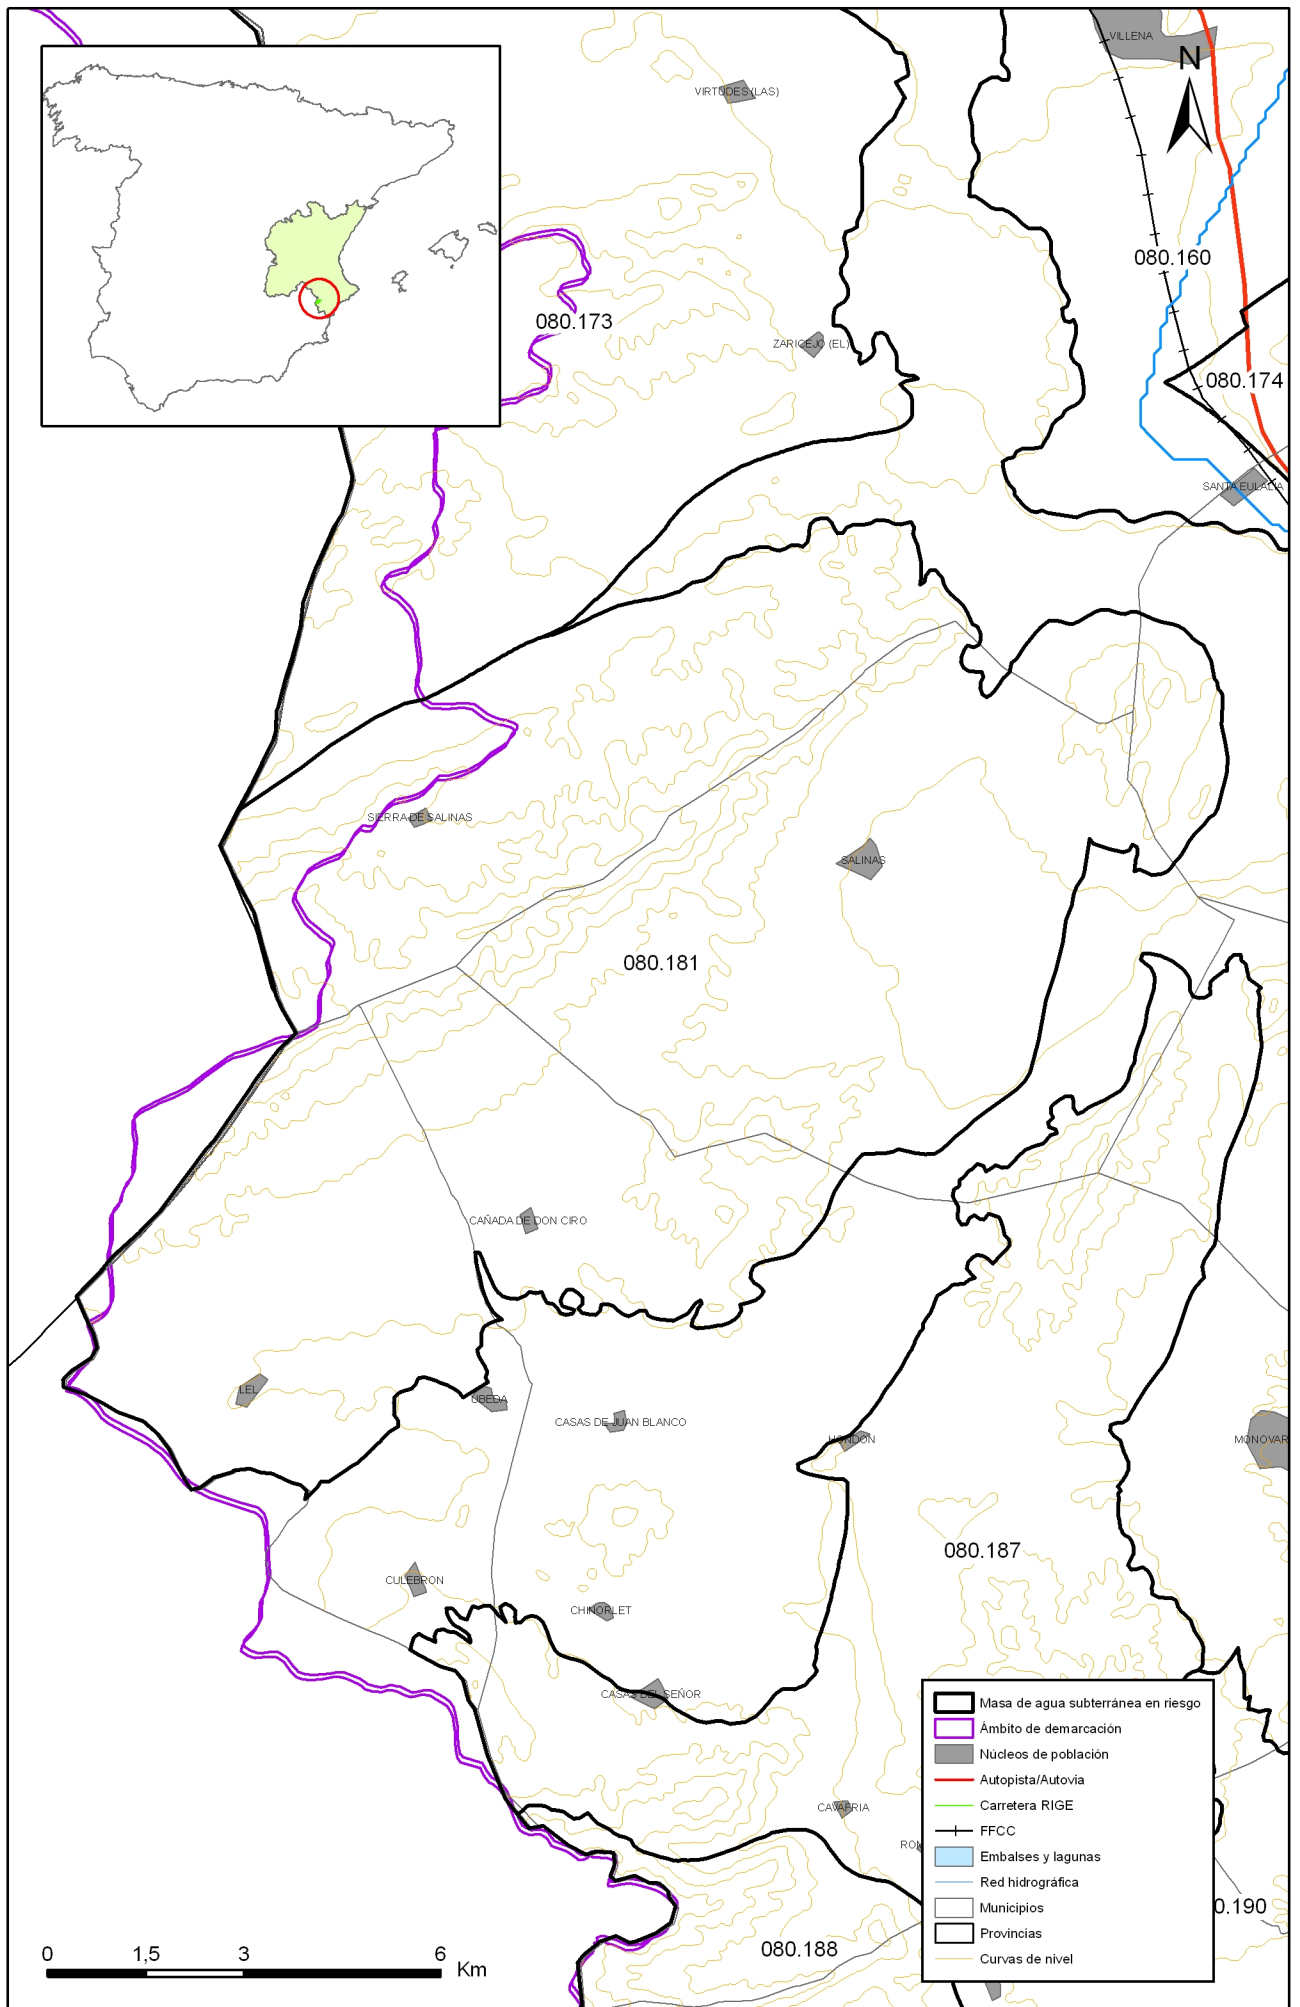 VILLENA
N
VIRTUDES (LAS)
080.160
080.173
ZARICEJO (EL)
080.174
SANTA EULALIA
SIERRA DE SALINAS
SALINAS
080.181
CAÑADA DE DON CIRO
LEL
UBEDA
CASAS DE JUAN BLANCO
HONDON
MONOVAR
080.187
CULEBRON
CHINORLET
CASAS DEL SEÑOR
CAVAFRIA
080.188
0.190
Masa de agua subterránea en riesgo
Ámbito de demarcación
Núcleos de población
Autopista/Autovia
Carretera RIGE
FFCC
Embalses y lagunas
Red hidrográfica
Municipios
Provincias
Curvas de nivel
0 1,5 3 6 Km